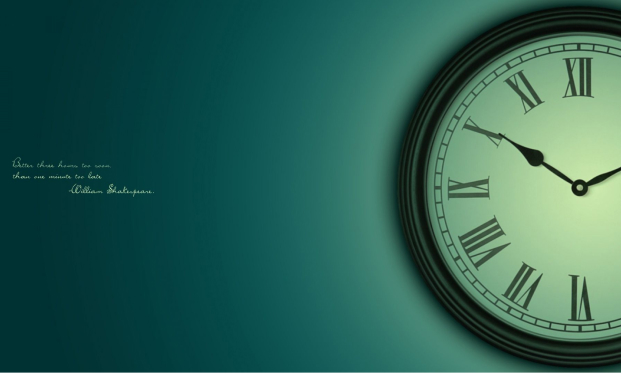 Better three hours too soon
than one minute too late
-William Shakespeare.
XII
XI
X
IX
VIII
VII
VI